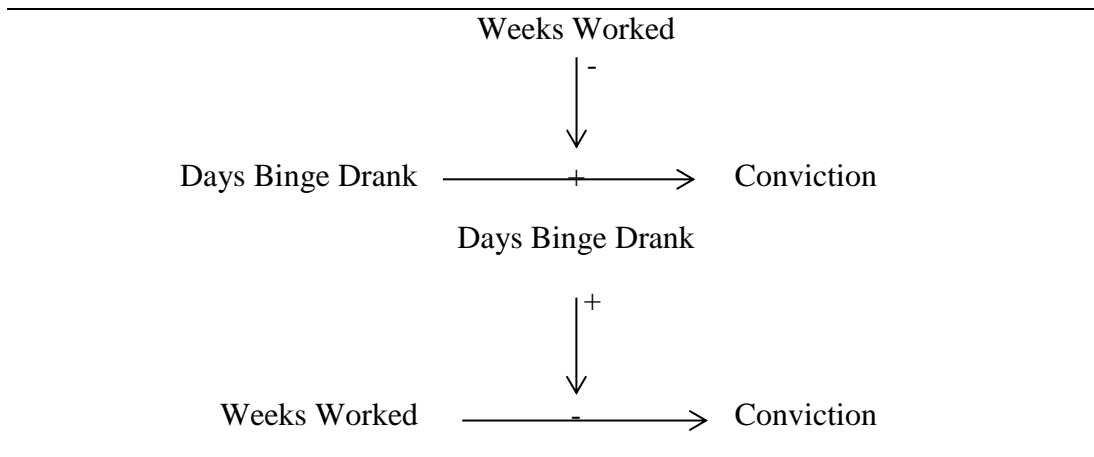 Weeks Worked
-
Days Binge Drank + Conviction
Days Binge Drank
+
Weeks Worked - Conviction